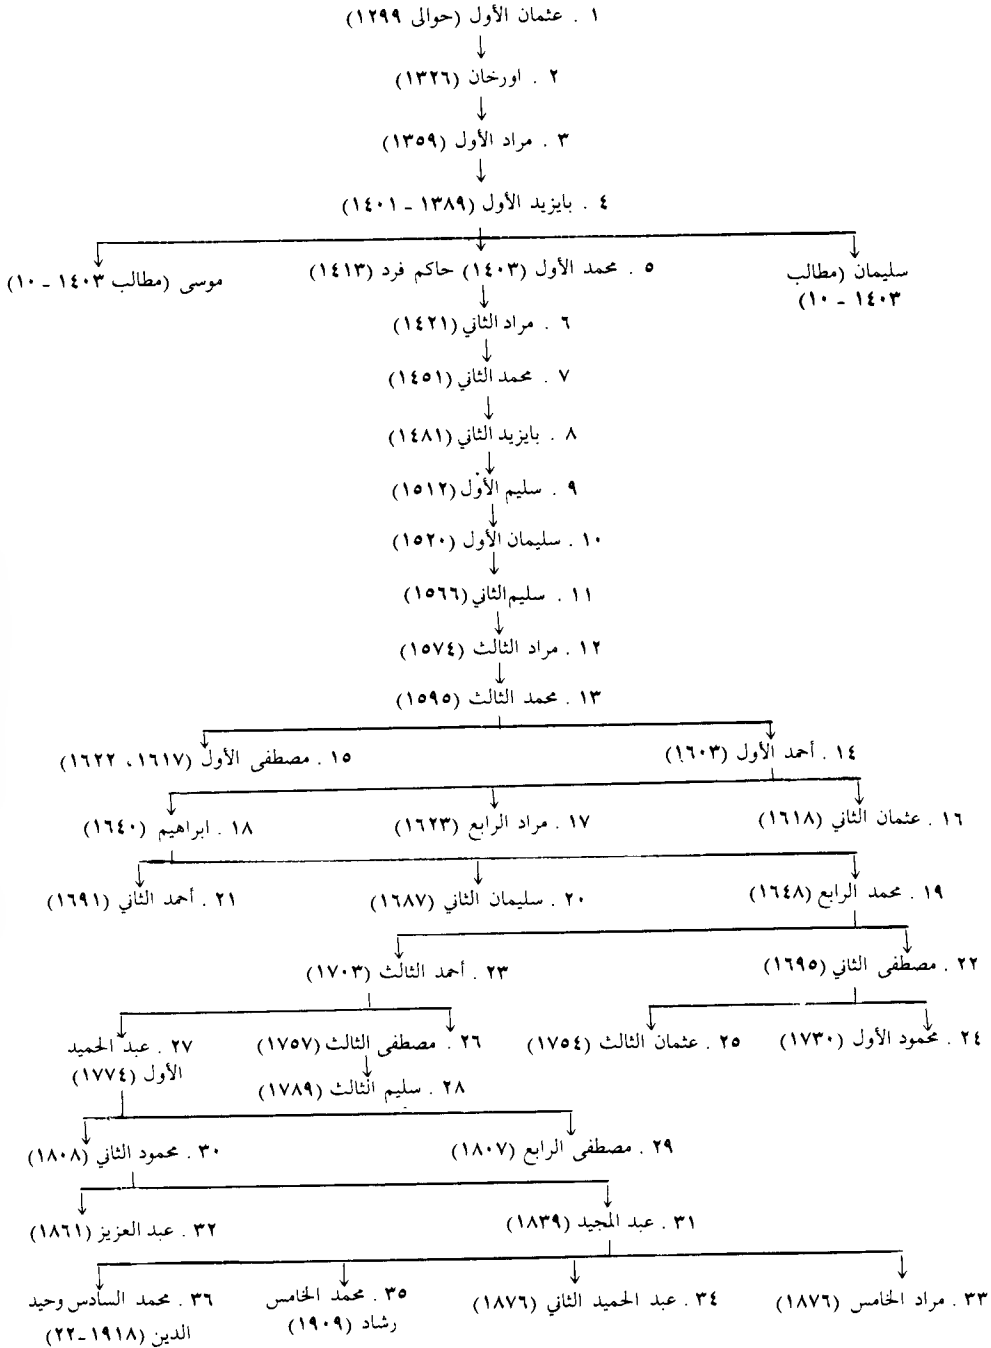 ١ . عثمان الأول (حوالى ١٢٩٩)
٢ . اورخان (١٣٢٦)
٣ . مراد الأول (١٣٥٩)
٤ . بايزيد الأول (١٣٨٩ - ١٤٠١)
سليمان (مطالب
١٤٠٣ - ١٠)
٥ . محمد الأول (١٤٠٣) حاكم فرد (١٤١٣)
موسى (مطالب ١٤٠٣ - ١٠)
٦ . مراد الثاني (١٤٢١)
٧ . محمد الثاني (١٤٥١)
٨ . بايزيد الثاني (١٤٨١)
٩ . سليم الأول (١٥١٢)
١٠ . سليمان الأول (١٥٢٠)
١١ . سليم الثاني (١٥٦٦)
١٢ . مراد الثالث (١٥٧٤)
١٣ . محمد الثالث (١٥٩٥)
١٤ . أحمد الأول (١٦٠٣)
١٥ . مصطفى الأول (١٦١٧، ١٦٢٢)
١٦ . عثمان الثاني (١٦١٨)
١٧ . مراد الرابع (١٦٢٣)
١٨ . ابراهيم (١٦٤٠)
١٩ . محمد الرابع (١٦٤٨)
٢٠ . سليمان الثاني (١٦٨٧)
٢١ . أحمد الثاني (١٦٩١)
٢٢ . مصطفى الثاني (١٦٩٥)
٢٣ . أحمد الثالث (١٧٠٣)
٢٤ . محمود الأول (١٧٣٠)
٢٥ . عثمان الثالث (١٧٥٤)
٢٦ . مصطفى الثالث (١٧٥٧)
٢٧ . عبد الحميد
الأول (١٧٧٤)
٢٨ . سليم الثالث (١٧٨٩)
٢٩ . مصطفى الرابع (١٨٠٧)
٣٠ . محمود الثاني (١٨٠٨)
٣١ . عبد المجيد (١٨٣٩)
٣٢ . عبد العزيز (١٨٦١)
٣٣ . مراد الخامس (١٨٧٦)
٣٤ . عبد الحميد الثاني (١٨٧٦)
٣٥ . محمد الخامس
رشاد (١٩٠٩)
٣٦ . محمد السادس وحيد
الدين (١٩١٨-٢٢)